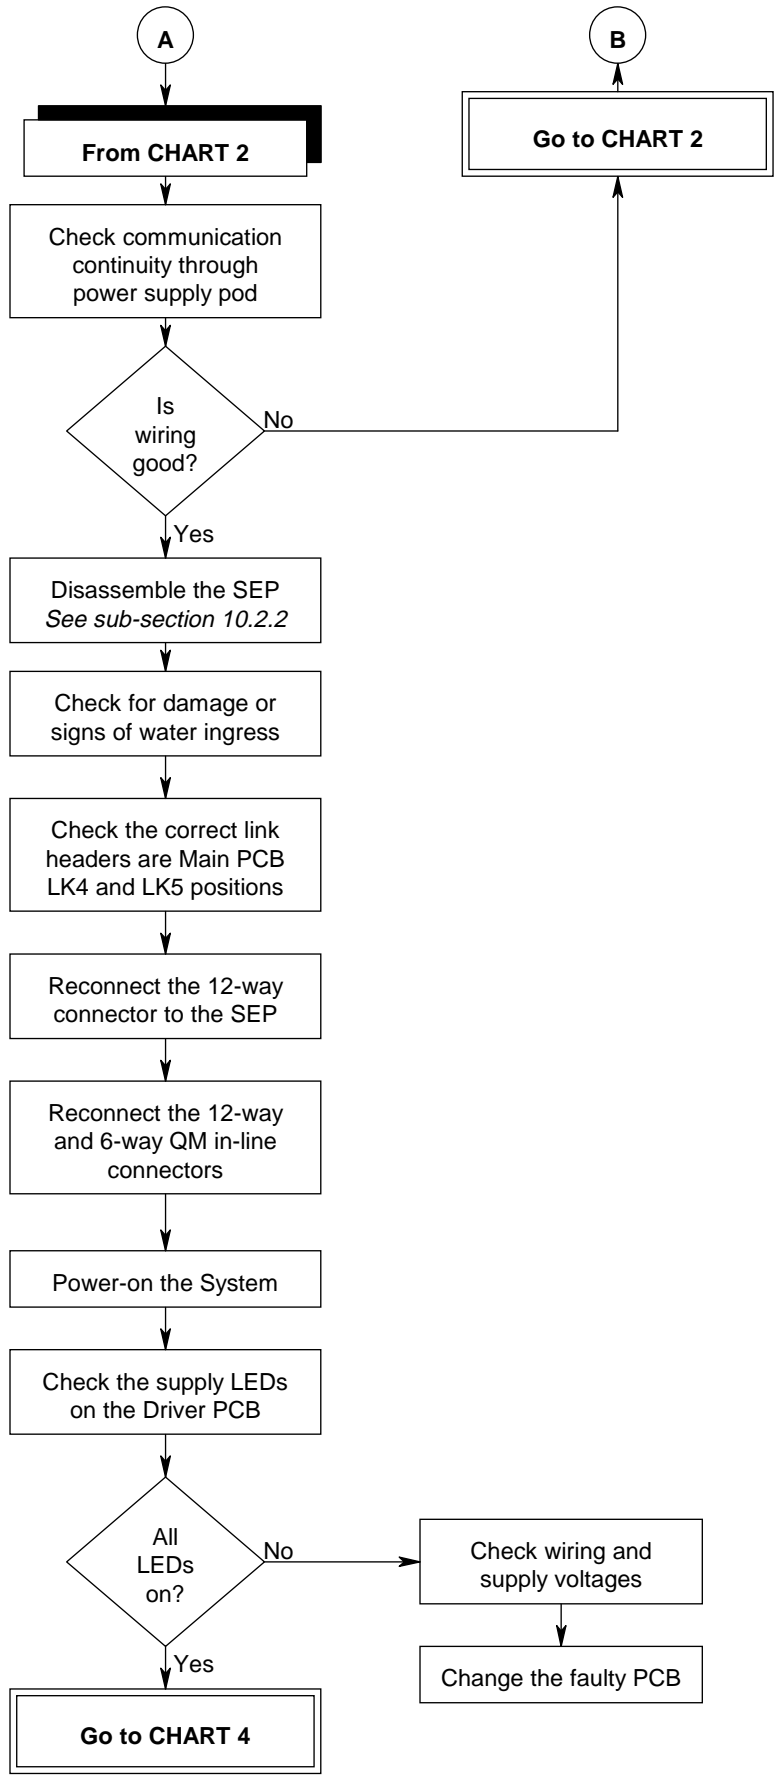 A
From CHART 2
B
Go to CHART 2
Check communication
continuity through
power supply pod
Is
wiring
good?
No
Yes
Disassemble the SEP
See sub-section 10.2.2
Check for damage or
signs of water ingress
Check the correct link
headers are Main PCB
LK4 and LK5 positions
Reconnect the 12-way
connector to the SEP
Reconnect the 12-way
and 6-way QM in-line
connectors
Power-on the System
Check the supply LEDs
on the Driver PCB
All
LEDs
on?
No
Check wiring and
supply voltages
Change the faulty PCB
Yes
Go to CHART 4